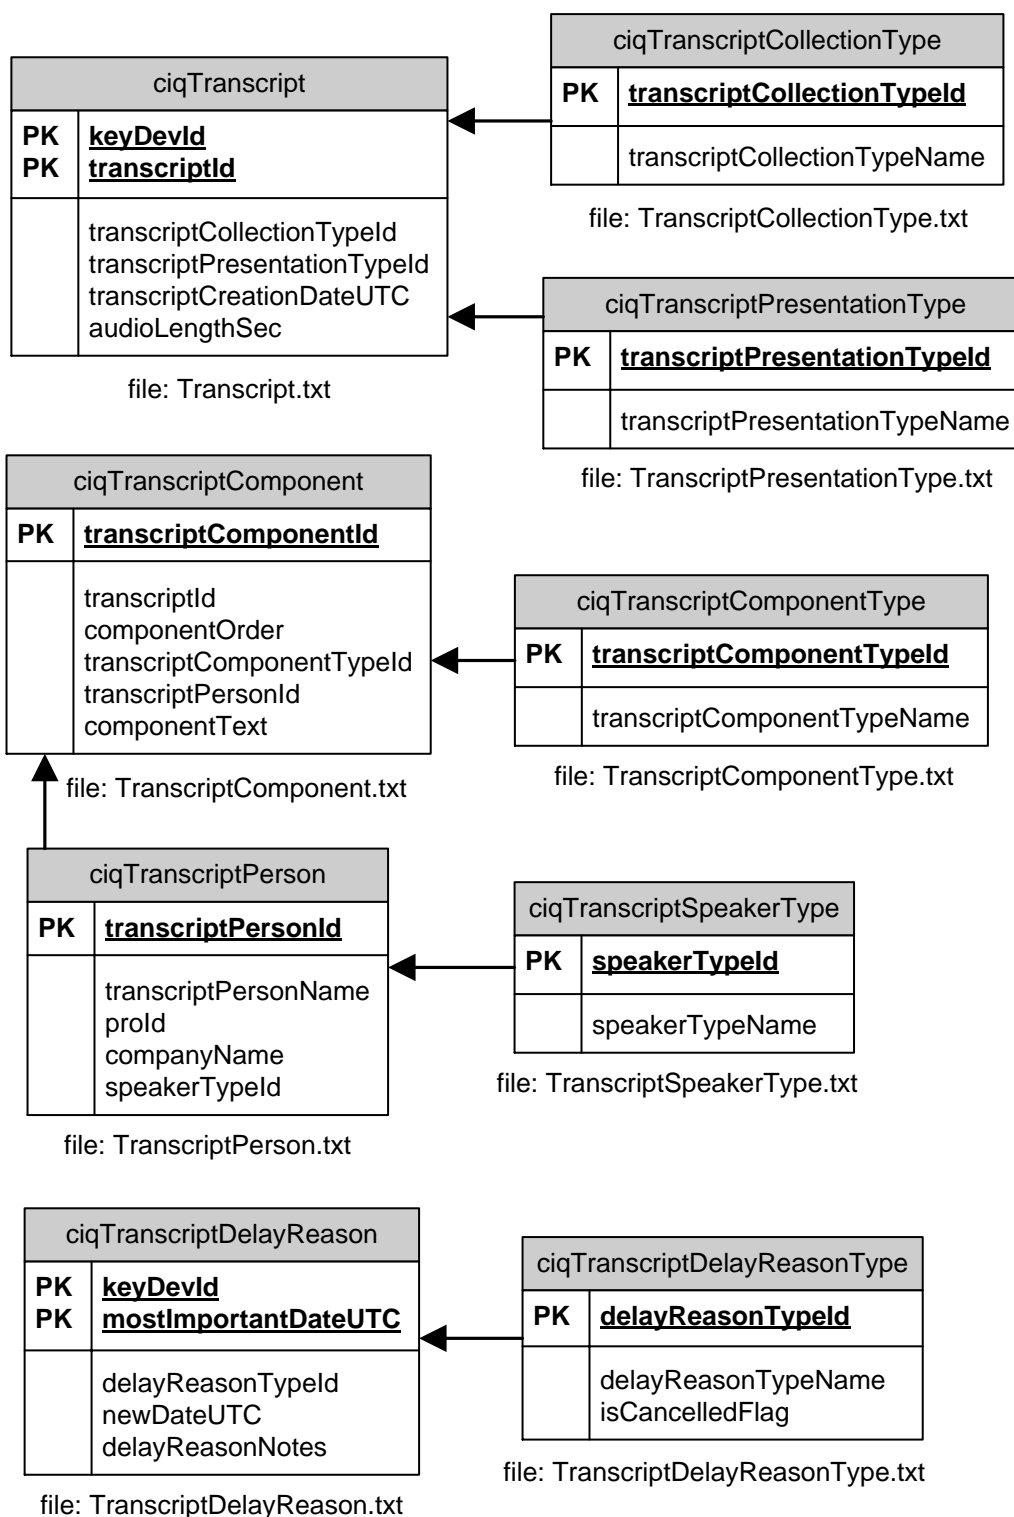 ciqTranscript
PK keyDevId
PK transcriptId
transcriptCollectionTypeId
transcriptPresentationTypeId
transcriptCreationDateUTC
audioLengthSec
file: Transcript.txt
ciqTranscriptCollectionType
PK transcriptCollectionTypeId
transcriptCollectionTypeName
file: TranscriptCollectionType.txt
ciqTranscriptPresentationType
PK transcriptPresentationTypeId
transcriptPresentationTypeName
file: TranscriptPresentationType.txt
ciqTranscriptComponent
PK transcriptComponentId
transcriptId
componentOrder
transcriptComponentTypeId
transcriptPersonId
componentText
file: TranscriptComponent.txt
ciqTranscriptComponentType
PK transcriptComponentTypeId
transcriptComponentTypeName
file: TranscriptComponentType.txt
ciqTranscriptPerson
PK transcriptPersonId
transcriptPersonName
proId
companyName
speakerTypeId
file: TranscriptPerson.txt
ciqTranscriptSpeakerType
PK speakerTypeId
speakerTypeName
file: TranscriptSpeakerType.txt
ciqTranscriptDelayReason
PK keyDevId
PK mostImportantDateUTC
delayReasonTypeId
newDateUTC
delayReasonNotes
file: TranscriptDelayReason.txt
ciqTranscriptDelayReasonType
PK delayReasonTypeId
delayReasonTypeName
isCancelledFlag
file: TranscriptDelayReasonType.txt